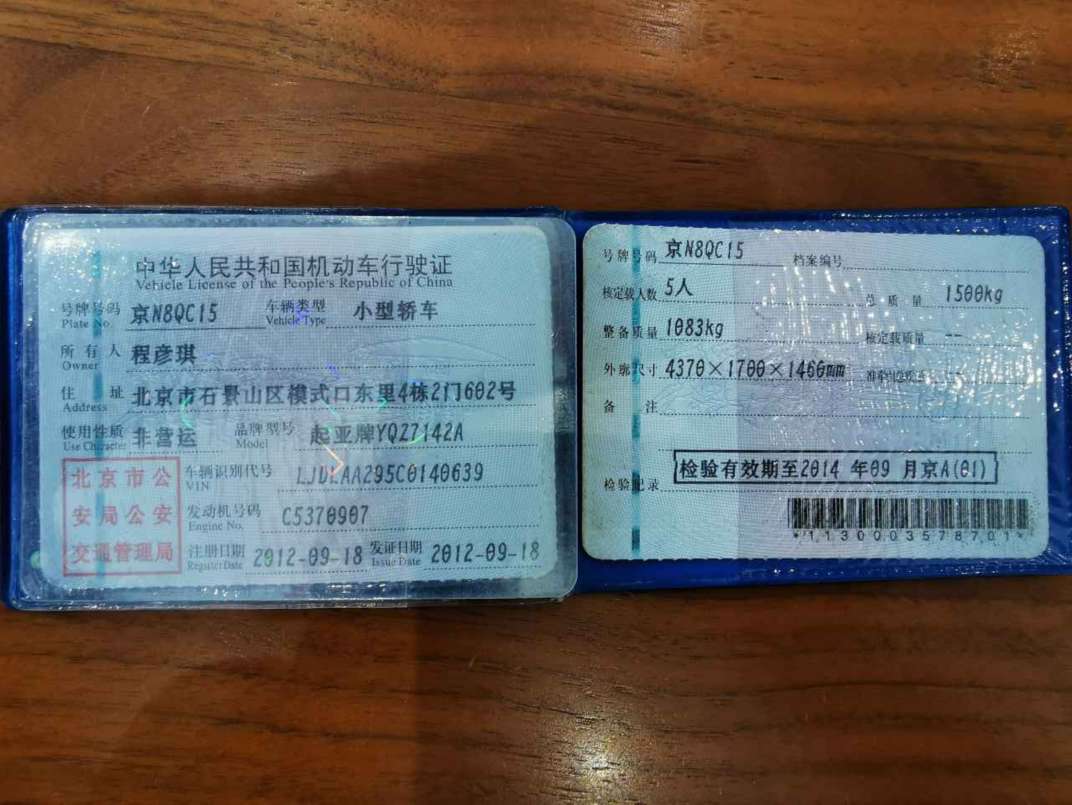 中华人民共和国机动车行驶证
Vehicle License of the People's Republic of China
号牌号码 京N8QC15 车辆类型 小型轿车
Plate No. Vehicle Type
所有人 程彦琪
Owner
住址 北京市石景山区模式口东里4栋2门602号
Address
使用性质 非营运 品牌型号 起亚牌YQZ7142A
Use Character Model
北京市公
安局公安
交通管理局
车辆识别代号 LJDLAA295C0140639
VIN
发动机号码 C5370907
Engine No.
注册日期 2012-09-18 发证日期 2012-09-18
Register Date Issue Date
号牌号码 京N8QC15 档案编号
核定载人数 5人 总质量 1500kg
整备质量 1083kg 核定载质量 --
外廓尺寸 4370×1700×1460mm 准牵引总质量 --
备注
检验记录 检验有效期至2014年09月京A(01)
*1130003578701*